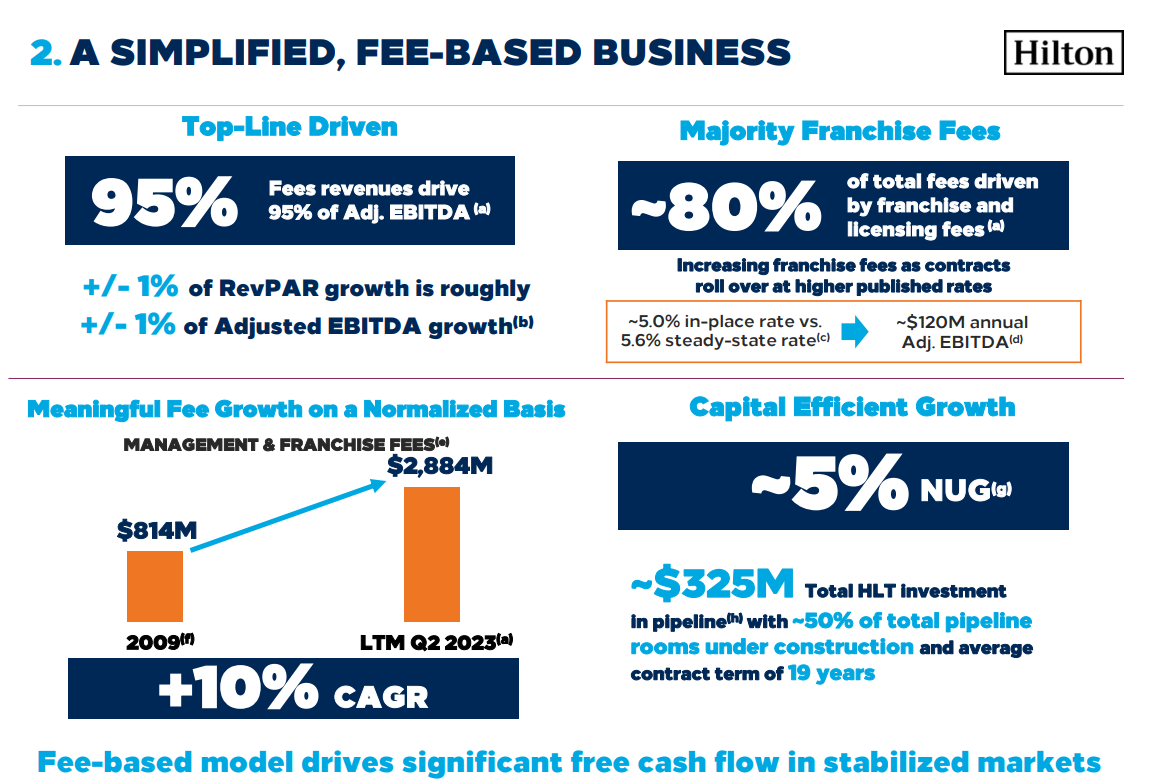 2. A SIMPLIFIED, FEE-BASED BUSINESS
Hilton
Top-Line Driven
95%
Fees revenues drive
95% of Adj. EBITDA (a)
+/- 1% of RevPAR growth is roughly
+/- 1% of Adjusted EBITDA growth(b)
Majority Franchise Fees
~80%
of total fees driven
by franchise and
licensing fees (a)
Increasing franchise fees as contracts
roll over at higher published rates
~5.0% in-place rate vs.
5.6% steady-state rate(c)
~$120M annual
Adj. EBITDA(d)
Meaningful Fee Growth on a Normalized Basis
MANAGEMENT & FRANCHISE FEES(e)
$2,884M
$814M
2009(f)
LTM Q2 2023(a)
+10% CAGR
Capital Efficient Growth
~5% NUG(g)
~$325M Total HLT investment
in pipeline(h) with ~50% of total pipeline
rooms under construction and average
contract term of 19 years
Fee-based model drives significant free cash flow in stabilized markets